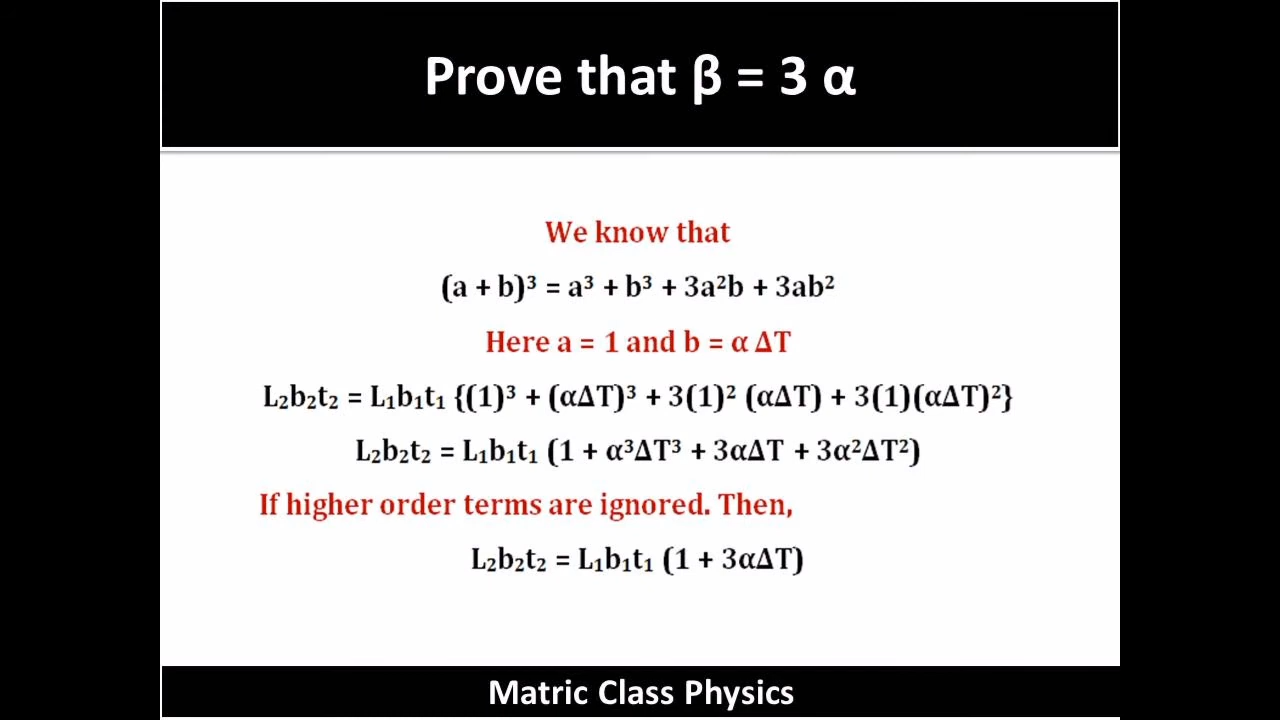 Prove that β = 3 α
We know that
(a + b)³ = a³ + b³ + 3a²b + 3ab²
Here a = 1 and b = α ΔT
L₂b₂t₂ = L₁b₁t₁ {(1)³ + (αΔT)³ + 3(1)² (αΔT) + 3(1)(αΔT)²}
L₂b₂t₂ = L₁b₁t₁ (1 + α³ΔT³ + 3αΔT + 3α²ΔT²)
If higher order terms are ignored. Then,
L₂b₂t₂ = L₁b₁t₁ (1 + 3αΔT)
Matric Class Physics